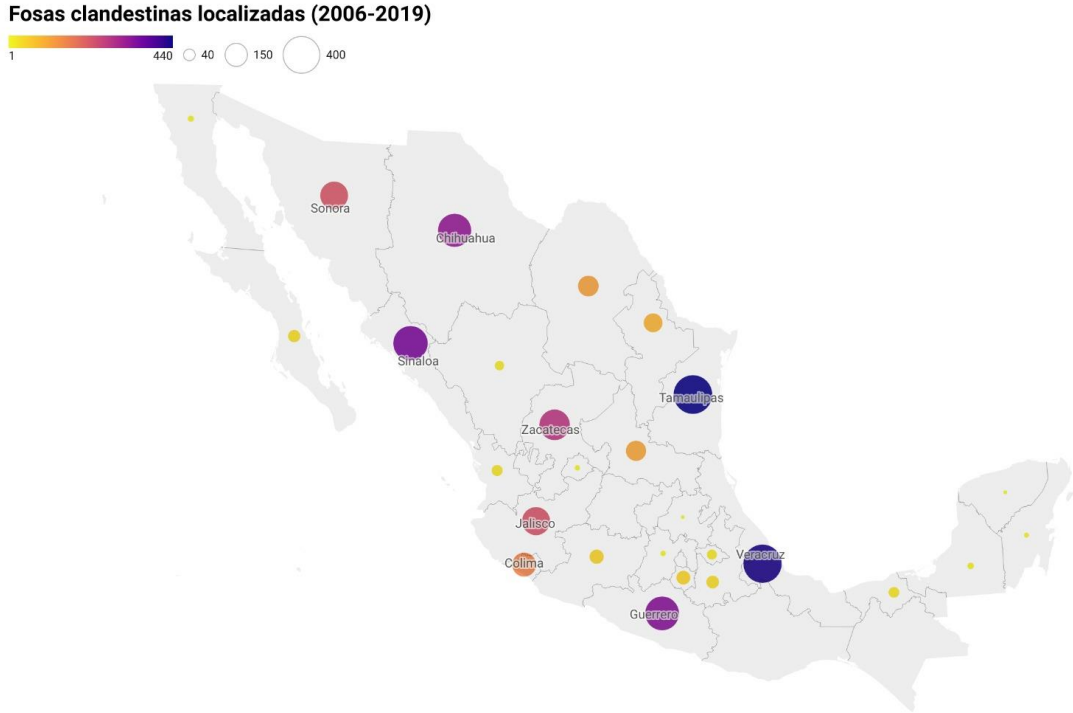 Fosas clandestinas localizadas (2006-2019)
1 440 40 150 400
Sonora
Chihuahua
Sinaloa
Tamaulipas
Zacatecas
Jalisco
Veracruz
Colima
Guerrero